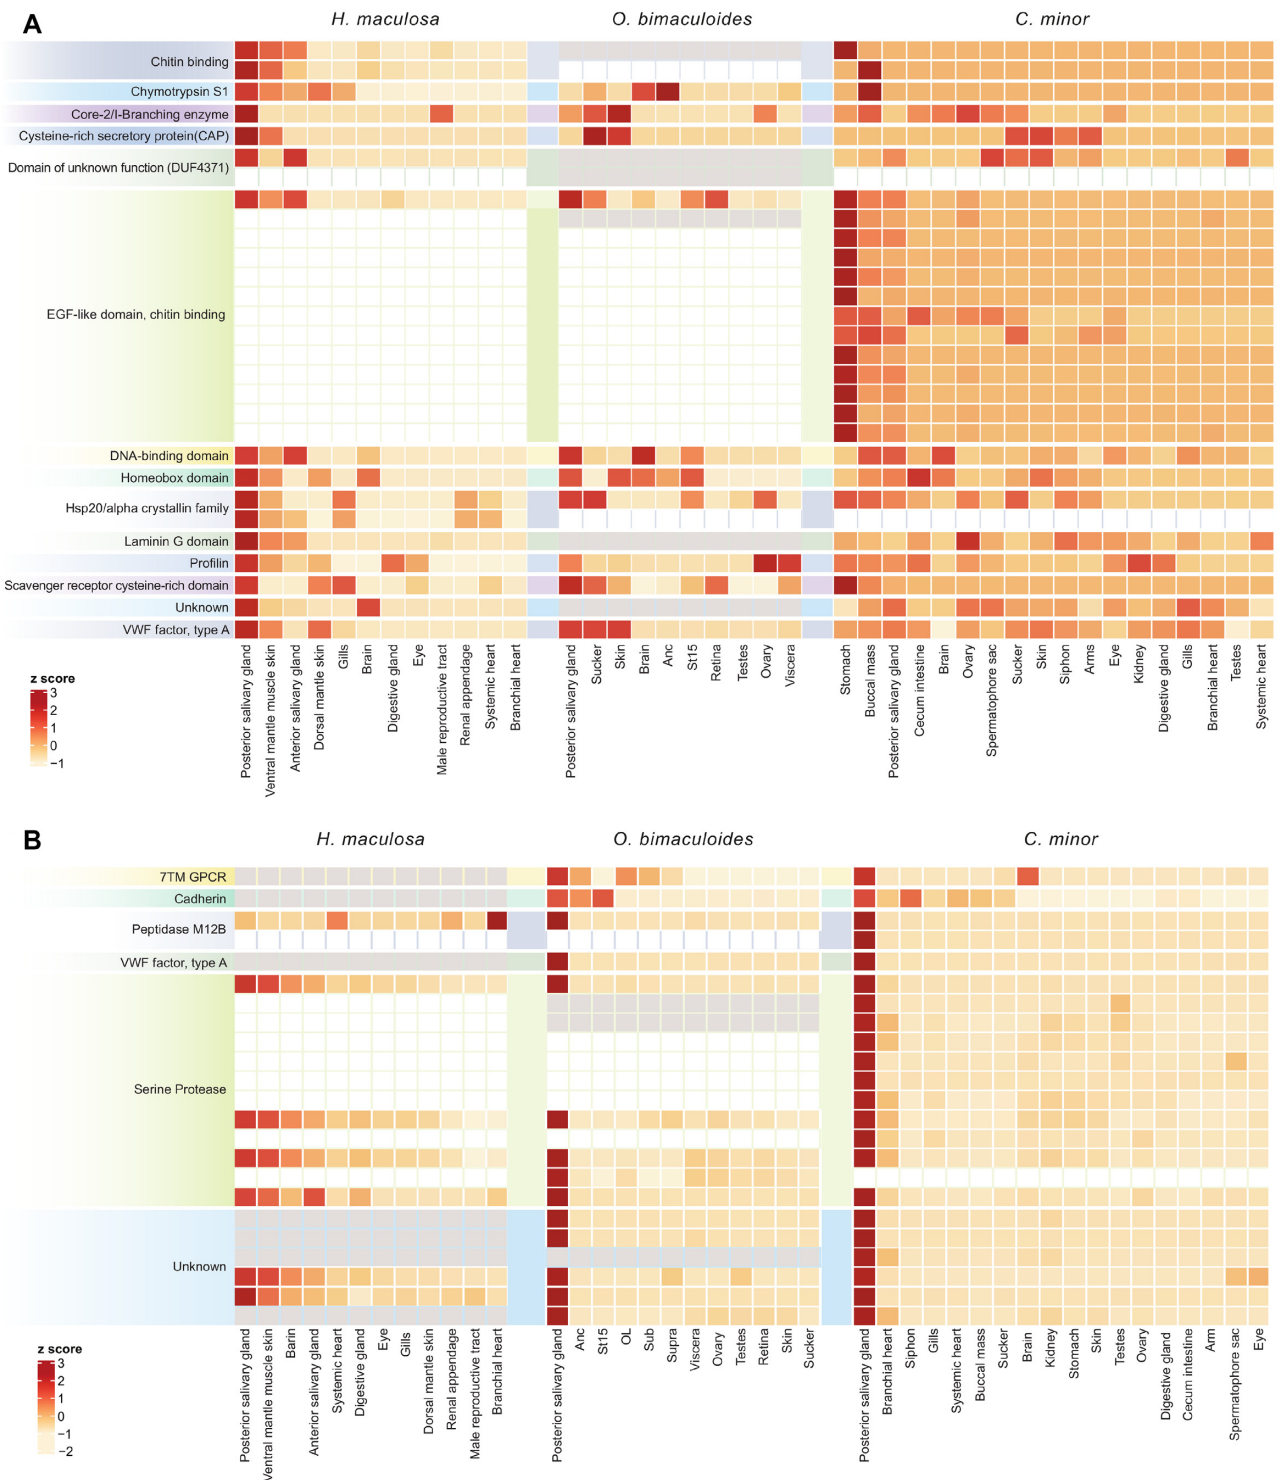 A
H. maculosa
O. bimaculoides
C. minor
Chitin binding
Chymotrypsin S1
Core-2/I-Branching enzyme
Cysteine-rich secretory protein(CAP)
Domain of unknown function (DUF4371)
EGF-like domain, chitin binding
DNA-binding domain
Homeobox domain
Hsp20/alpha crystallin family
Laminin G domain
Profilin
Scavenger receptor cysteine-rich domain
Unknown
VWF factor, type A
Posterior salivary gland
Ventral mantle muscle skin
Anterior salivary gland
Dorsal mantle skin
Gills
Brain
Digestive gland
Eye
Male reproductive tract
Renal appendage
Systemic heart
Branchial heart
Posterior salivary gland
Sucker
Skin
Brain
Anc
St15
Retina
Testes
Ovary
Viscera
Stomach
Buccal mass
Posterior salivary gland
Cecum intestine
Brain
Ovary
Spermatophore sac
Sucker
Skin
Siphon
Arms
Eye
Kidney
Digestive gland
Gills
Branchial heart
Testes
Systemic heart
z score
3
2
1
0
−1
B
H. maculosa
O. bimaculoides
C. minor
7TM GPCR
Cadherin
Peptidase M12B
VWF factor, type A
Serine Protease
Unknown
Posterior salivary gland
Ventral mantle muscle skin
Barin
Anterior salivary gland
Systemic heart
Digestive gland
Eye
Gills
Dorsal mantle skin
Renal appendage
Male reproductive tract
Branchial heart
Posterior salivary gland
Anc
St15
OL
Sub
Supra
Viscera
Ovary
Testes
Retina
Skin
Sucker
Posterior salivary gland
Branchial heart
Siphon
Gills
Systemic heart
Buccal mass
Sucker
Brain
Kidney
Stomach
Skin
Testes
Ovary
Digestive gland
Cecum intestine
Arm
Spermatophore sac
Eye
z score
3
2
1
0
−1
−2